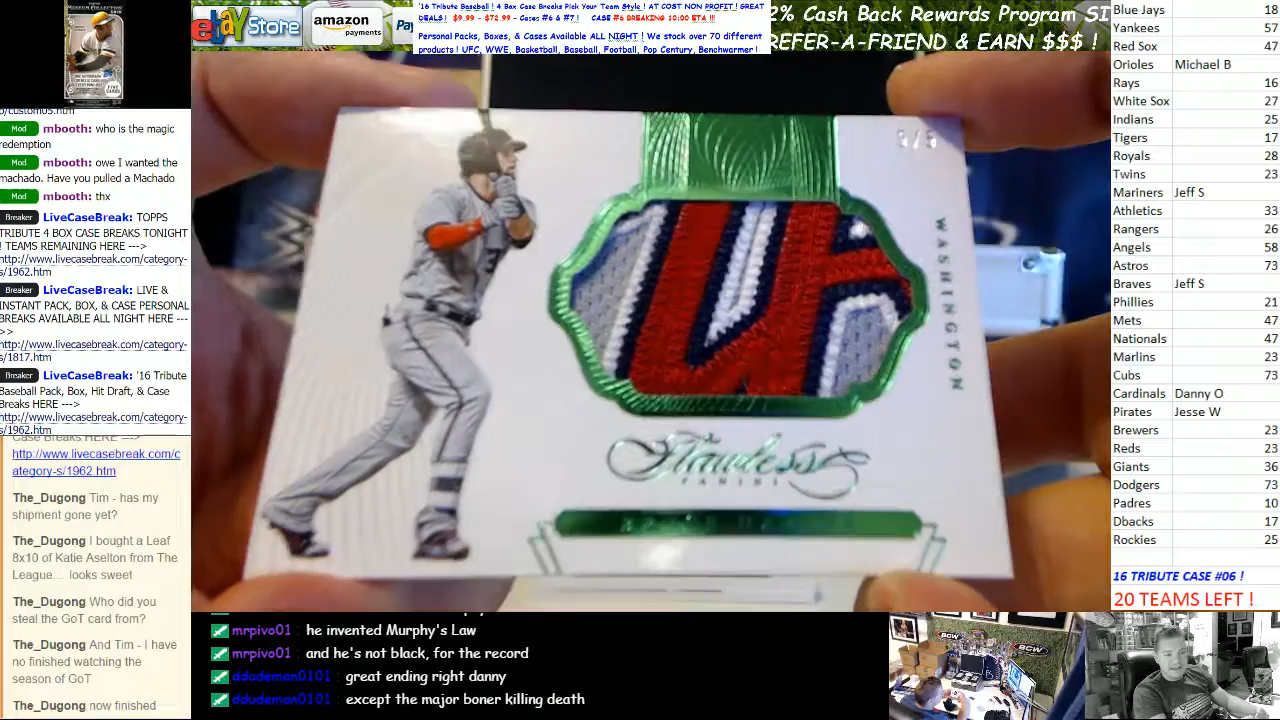 ebay Store
amazon
payments
'16 Tribute Baseball ! 4 Box Case Breaks Pick Your Team Style ! AT COST NON PROFIT ! GREAT
DEALS ! $9.99 - $72.99 - Cases #6 & #7 ! CASE #6 BREAKING 10:00 ETA !!!
Personal Packs, Boxes, & Cases Available ALL NIGHT ! We stock over 70 different
products ! UFC, WWE, Basketball, Baseball, Football, Pop Century, Benchwarmer !
2% Cash Back Rewards Program
REFER-A-FRIEND & EARN $$$ !
b/custom05.htm
Mod mbooth: who is the magic
redemption
Mod mbooth: owe I wanted the
machado. Have you pulled a Machado
Mod mbooth: thx
Breaker LiveCaseBreak: TOPPS
TRIBUTE 4 BOX CASE BREAKS TONIGHT
! TEAMS REMAINING HERE --->
http://www.livecasebreak.com/category-
s/1962.htm
Breaker LiveCaseBreak: LIVE &
INSTANT PACK, BOX, & CASE PERSONAL
BREAKS AVAILABLE ALL NIGHT HERE ---
>>
http://www.livecasebreak.com/category-
s/1817.htm
Breaker LiveCaseBreak: '16 Tribute
Baseball Pack, Box, Hit Draft, & Case
Breaks HERE --->
http://www.livecasebreak.com/category-
s/1962.htm
Case Breaks HERE --->
http://www.livecasebreak.com/c
ategory-s/1962.htm
The_Dugong Tim - has my
shipment gone yet?
The_Dugong I bought a Leaf
8x10 of Katie Aselton from The
League... looks sweet
The_Dugong Who did you
steal the GoT card from?
The_Dugong And Tim - I have
no finished watching the
season of GoT
The_Dugong now finished
WASHINGTON
Flawless
PANINI
mrpivo01 : he invented Murphy's Law
mrpivo01 : and he's not black, for the record
ddudeman0101 : great ending right danny
ddudeman0101 : except the major boner killing death
Blue Jay 18
Yankees 57
Red Sox 47
Orioles Michael B
Rays 16
White Sox 27
Indians 25
Tigers 17
Royals 28
Twins 23
Mariners Jeff S
Athletics 33
Rangers 26
Angels 58
Astros 73
Braves Jeff S
Phillies 21
Mets 47
Nationals 47
Marlins 23
Cubs 73
Cardinals Danny O
Pirates Jesse W
Brewers 23
Reds 23
Giants 36
Dodgers 73
Padres 10
Dbacks 17
Rockies 25
16 TRIBUTE CASE #06 !
20 TEAMS LEFT !
BCW